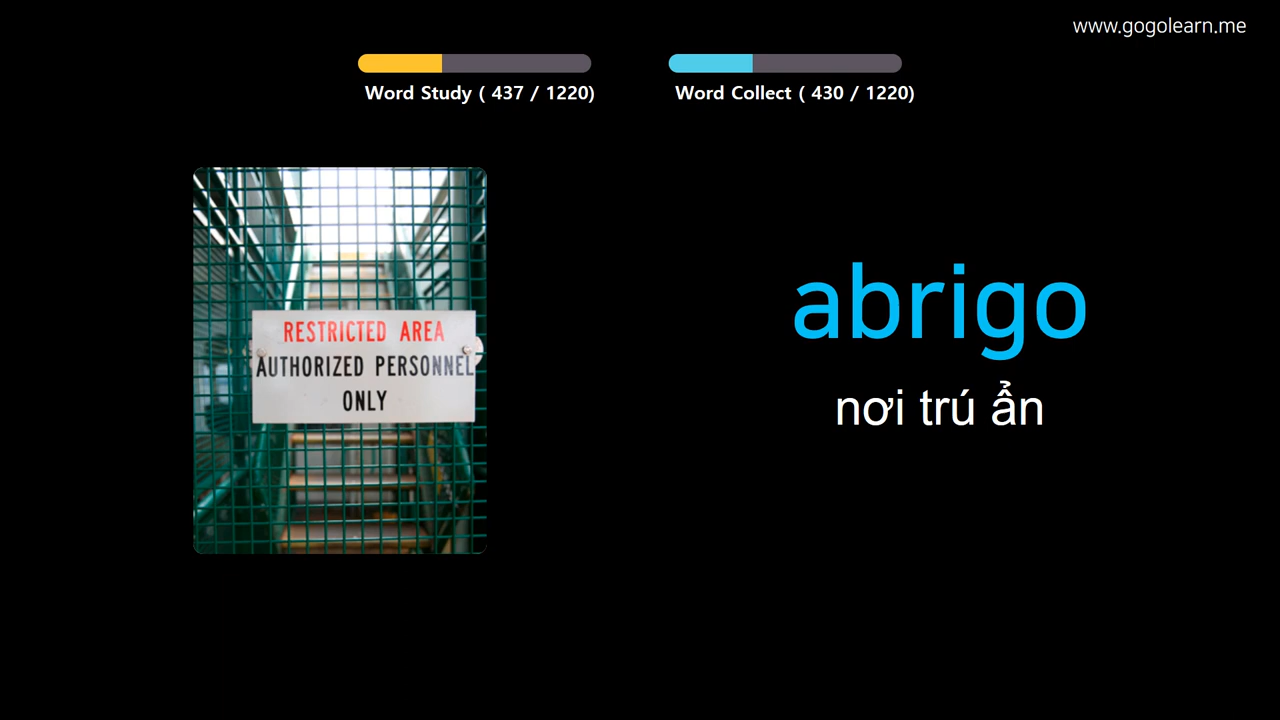 www.gogolearn.me
Word Study ( 437 / 1220)
Word Collect ( 430 / 1220)
RESTRICTED AREA
AUTHORIZED PERSONNEL
ONLY
abrigo
nơi trú ẩn